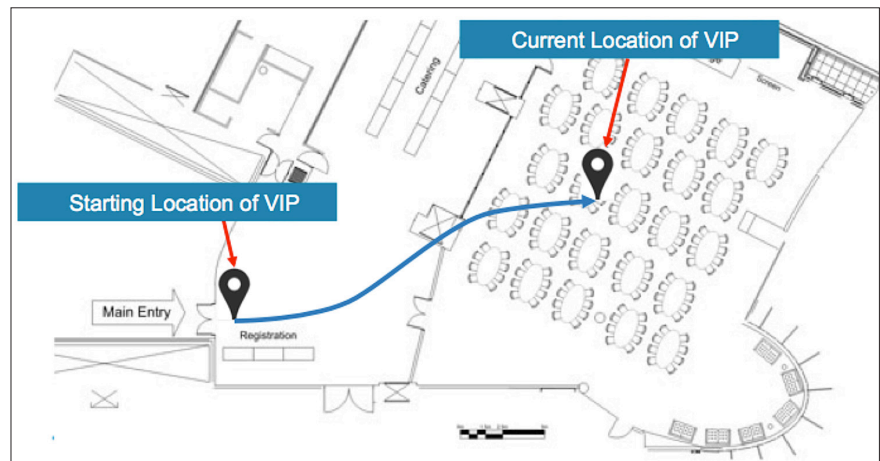 Current Location of VIP
Screen
Catering
Starting Location of VIP
Main Entry
Registration